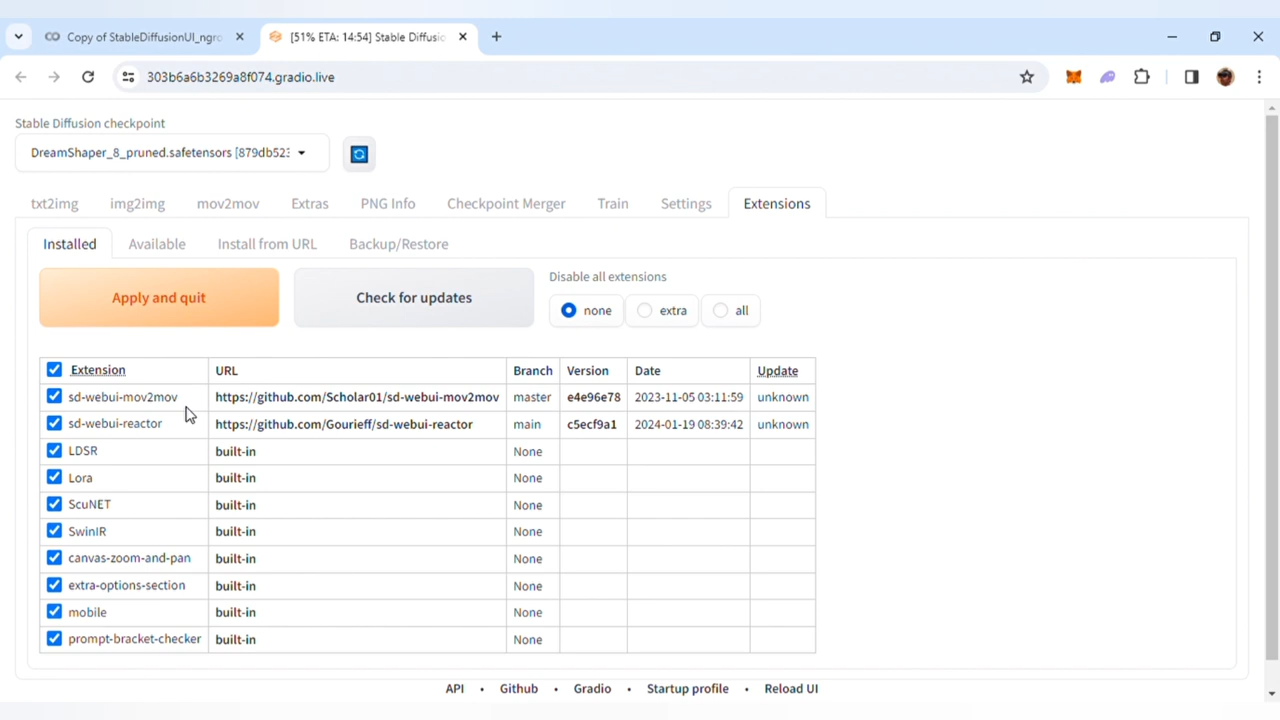 Copy of StableDiffusionUI_ngro
[51% ETA: 14:54] Stable Diffusio
303b6a6b3269a8f074.gradio.live
Stable Diffusion checkpoint
DreamShaper_8_pruned.safetensors [879db523
txt2img img2img mov2mov Extras PNG Info Checkpoint Merger Train Settings Extensions
Installed Available Install from URL Backup/Restore
Apply and quit Check for updates
Disable all extensions
none extra all
Extension URL Branch Version Date Update
sd-webui-mov2mov https://github.com/Scholar01/sd-webui-mov2mov master e4e96e78 2023-11-05 03:11:59 unknown
sd-webui-reactor https://github.com/Gourieff/sd-webui-reactor main c5ecf9a1 2024-01-19 08:39:42 unknown
LDSR built-in None
Lora built-in None
ScuNET built-in None
SwinIR built-in None
canvas-zoom-and-pan built-in None
extra-options-section built-in None
mobile built-in None
prompt-bracket-checker built-in None
API • Github • Gradio • Startup profile • Reload UI